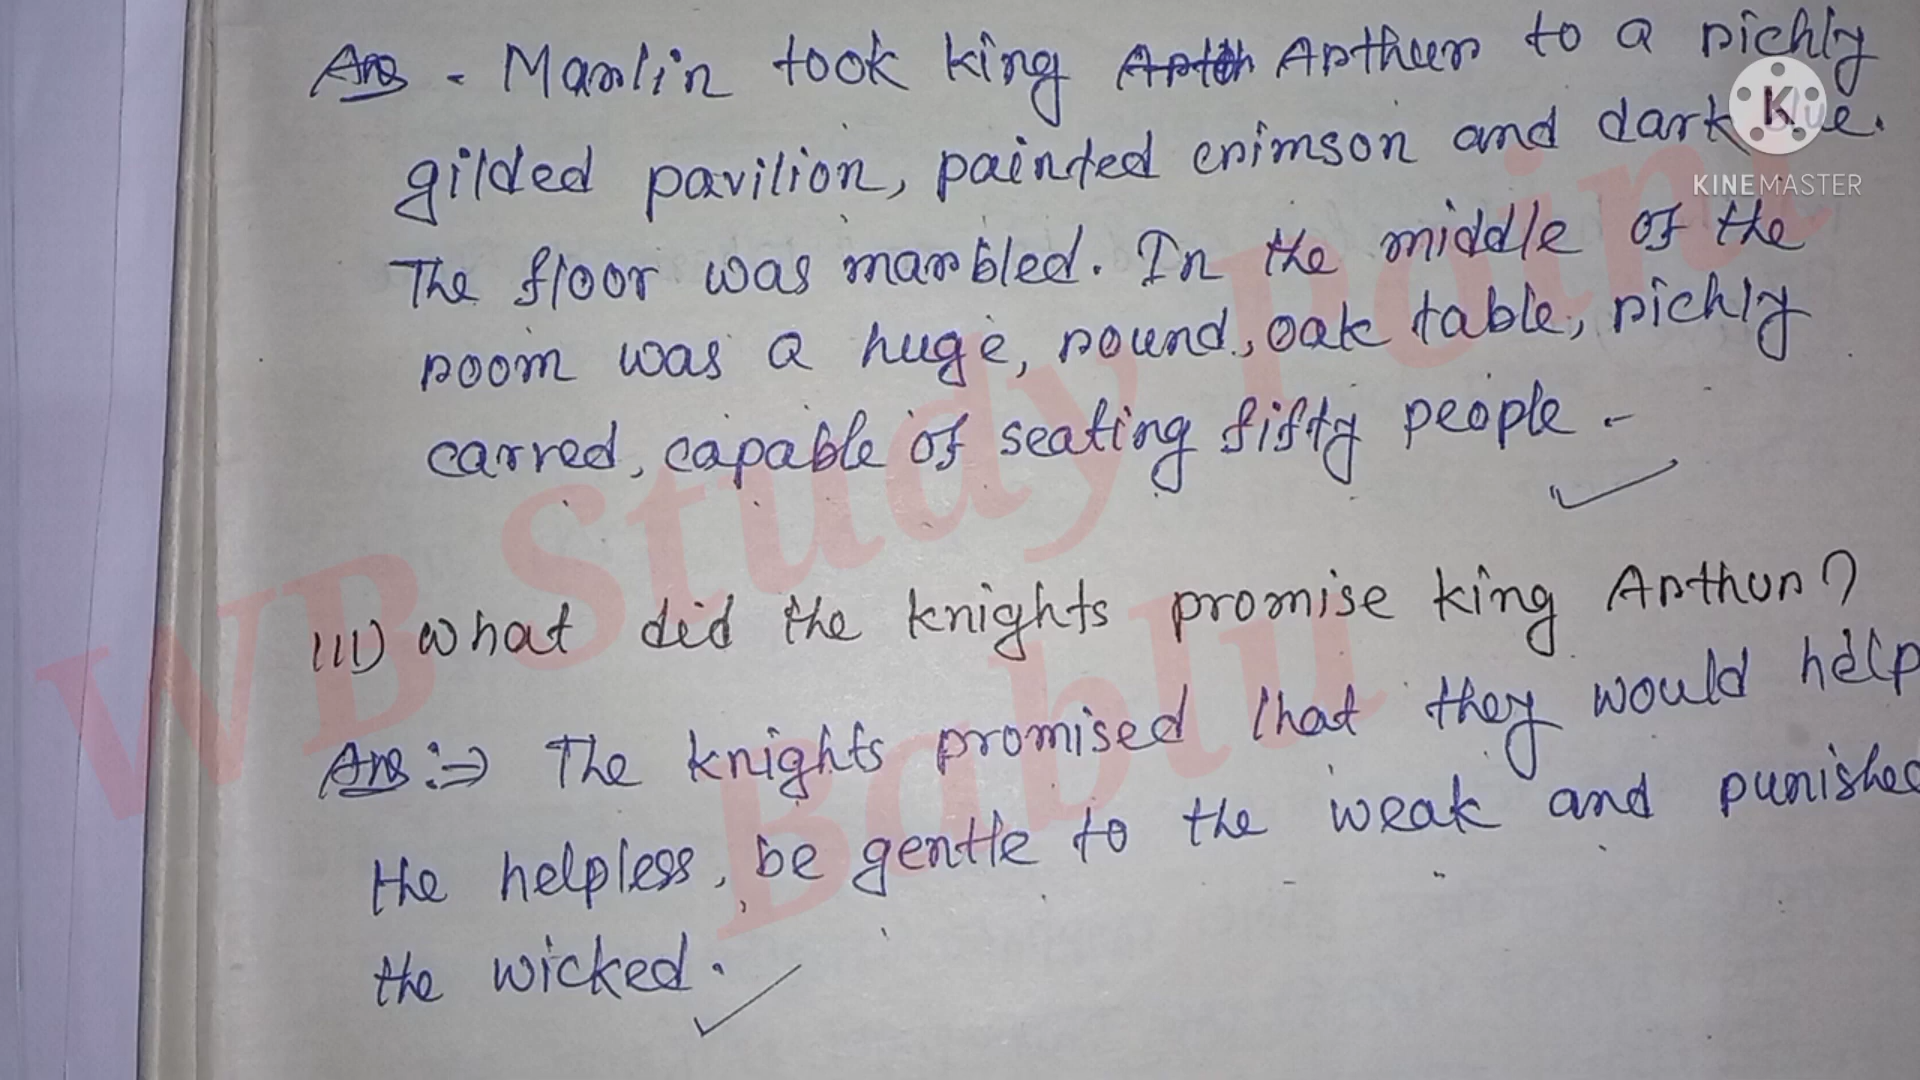 Ans - Marlin took king Arthur to a richly
gilded pavilion, painted crimson and dark
The floor was marbled. In the middle of the
room was a huge, round, oak table, richly
carved, capable of seating fifty people -
III) What did the knights promise king Arthur?
Ans :⇒ The knights promised that they would help
the helpless, be gentle to the weak and punished
the wicked.
K
KINEMASTER
WB Study Point
Bablu